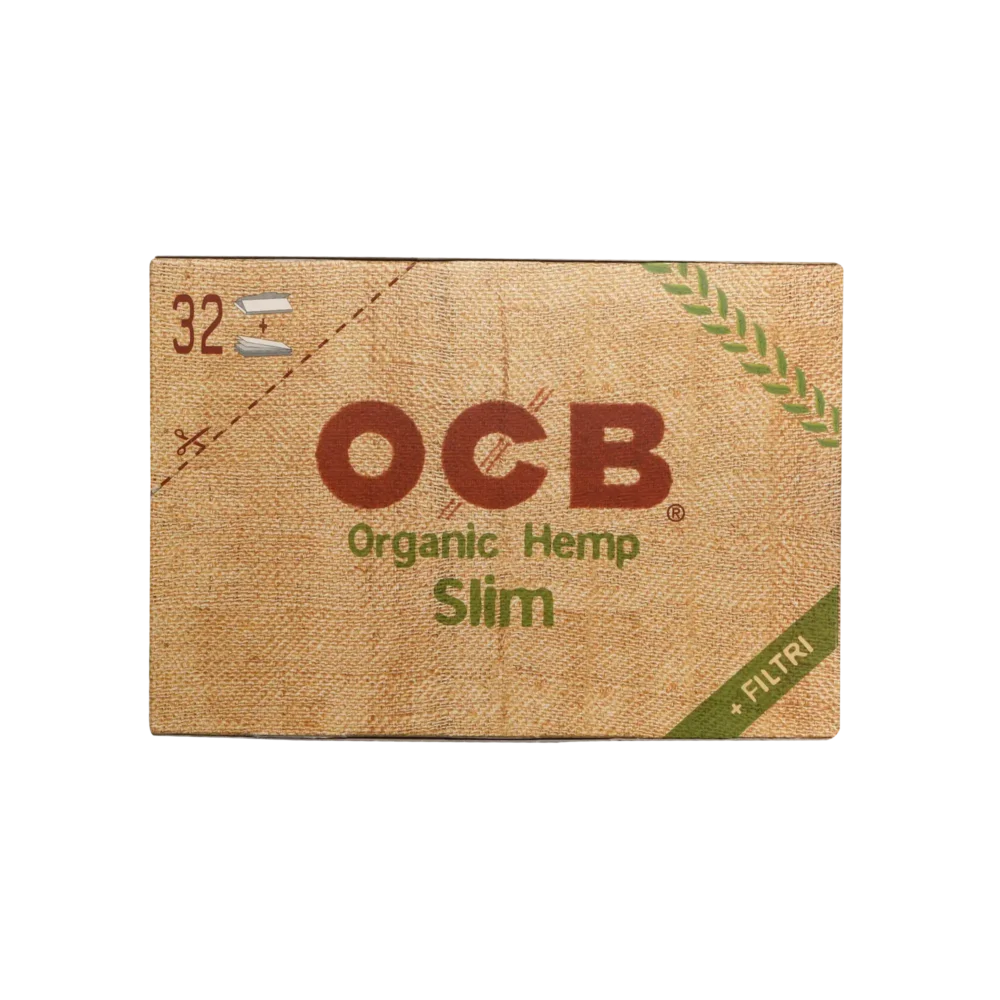 32
+
OCB®
Organic Hemp
Slim
+ FILTRI